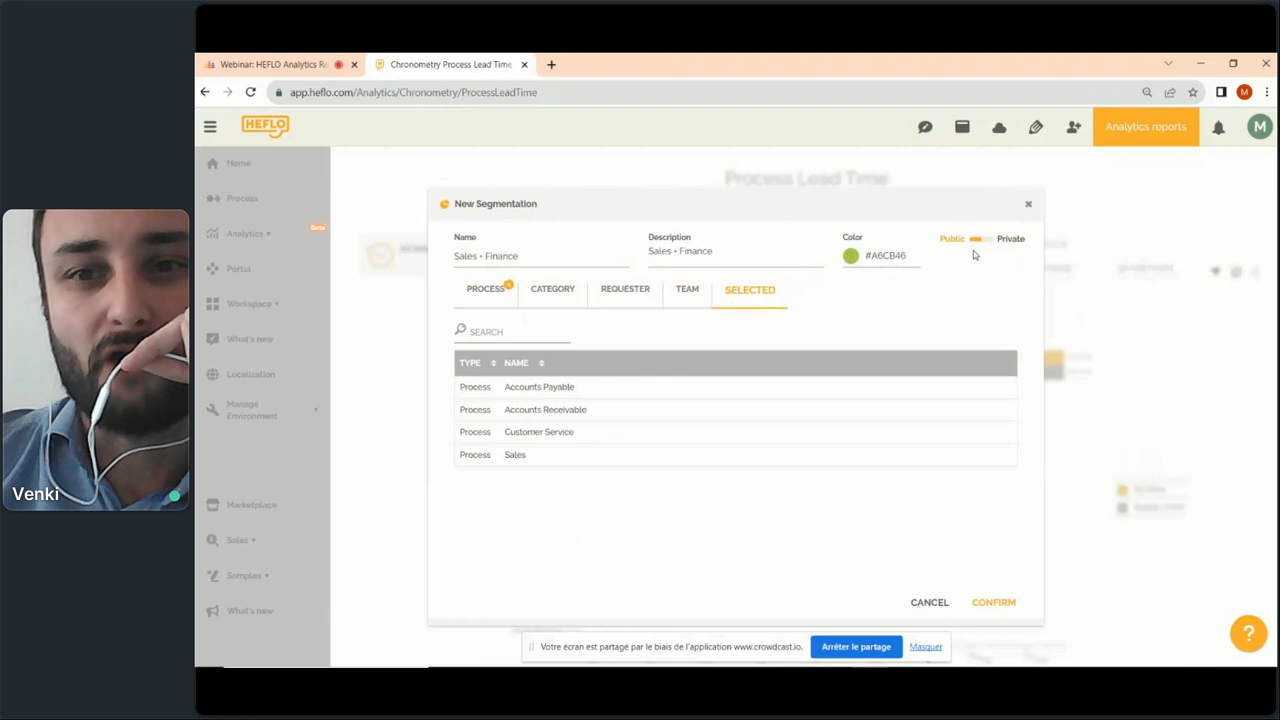 Webinar: HEFLO Analytics Re
Chronometry Process Lead Time
app.heflo.com/Analytics/Chronometry/ProcessLeadTime
M
HEFLO
Analytics reports
M
Home
Process
Analytics
Beta
Portal
Workspace
What's new
Localization
Manage
Environment
Marketplace
Sales
Samples
What's new
Process Lead Time
New Segmentation
Name
Description
Color
Public
Private
Sales + Finance
Sales + Finance
#A6CB46
PROCESS
4
CATEGORY
REQUESTER
TEAM
SELECTED
SEARCH
TYPE
NAME
Process Accounts Payable
Process Accounts Receivable
Process Customer Service
Process Sales
CANCEL
CONFIRM
Votre écran est partagé par le biais de l'application www.crowdcast.io.
Arrêter le partage
Masquer
?
Venki